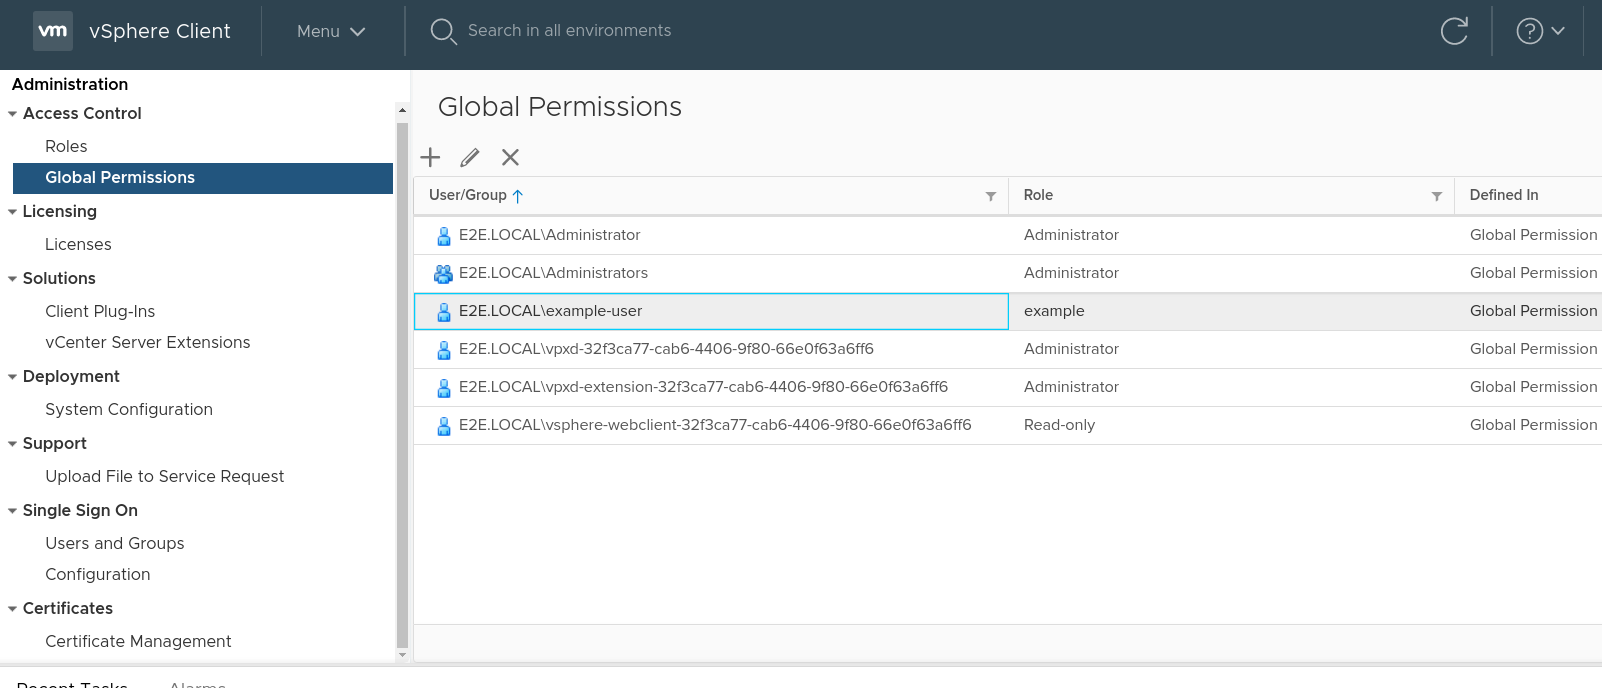 vm vSphere Client Menu Search in all environments ?
Administration
Access Control
Roles
Global Permissions
Licensing
Licenses
Solutions
Client Plug-Ins
vCenter Server Extensions
Deployment
System Configuration
Support
Upload File to Service Request
Single Sign On
Users and Groups
Configuration
Certificates
Certificate Management
Global Permissions
User/Group Role Defined In
E2E.LOCAL\Administrator Administrator Global Permission
E2E.LOCAL\Administrators Administrator Global Permission
E2E.LOCAL\example-user example Global Permission
E2E.LOCAL\vpxd-32f3ca77-cab6-4406-9f80-66e0f63a6ff6 Administrator Global Permission
E2E.LOCAL\vpxd-extension-32f3ca77-cab6-4406-9f80-66e0f63a6ff6 Administrator Global Permission
E2E.LOCAL\vsphere-webclient-32f3ca77-cab6-4406-9f80-66e0f63a6ff6 Read-only Global Permission
Recent Tasks Alarms